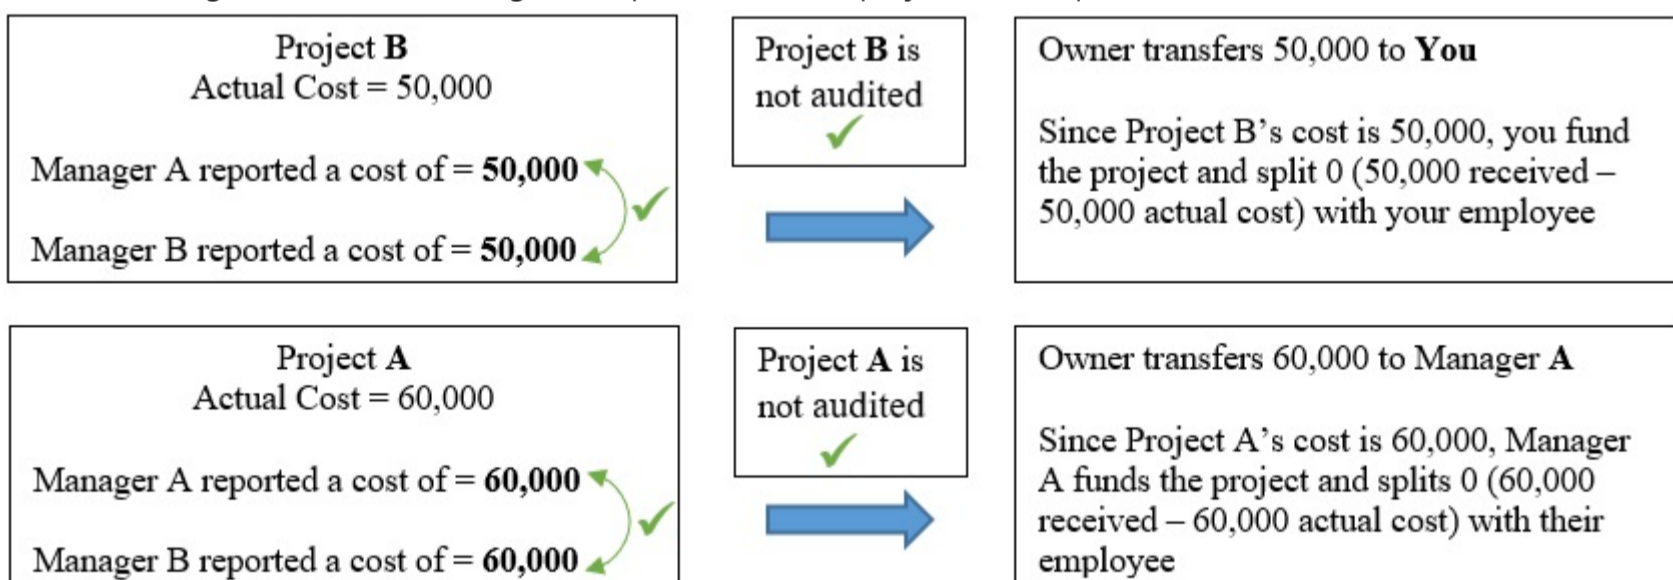 Project B
Actual Cost = 50,000
Manager A reported a cost of = 50,000
Manager B reported a cost of = 50,000
Project B is
not audited
Owner transfers 50,000 to You
Since Project B’s cost is 50,000, you fund
the project and split 0 (50,000 received –
50,000 actual cost) with your employee
Project A
Actual Cost = 60,000
Manager A reported a cost of = 60,000
Manager B reported a cost of = 60,000
Project A is
not audited
Owner transfers 60,000 to Manager A
Since Project A’s cost is 60,000, Manager
A funds the project and splits 0 (60,000
received – 60,000 actual cost) with their
employee